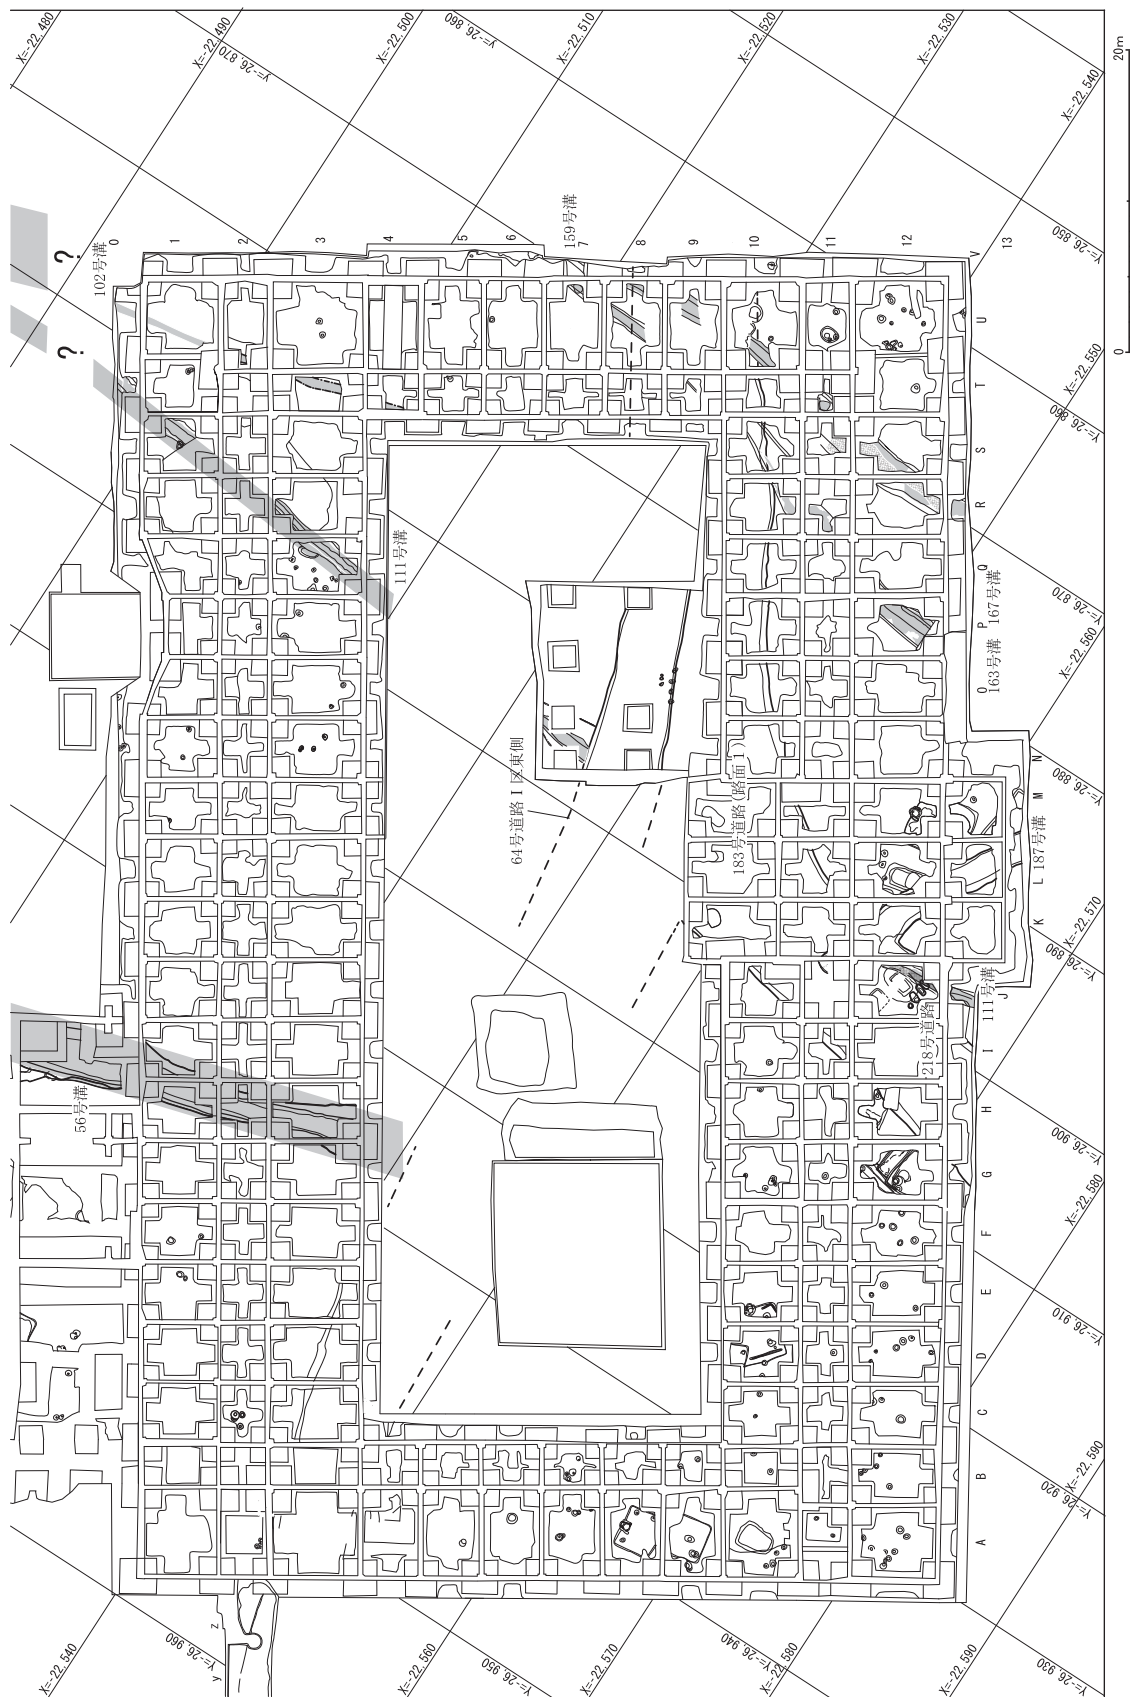 X=-22,480
X=-22,490
Y=-26,870
X=-22,500
Y=-26,860
X=-22,510
X=-22,520
X=-22,530
X=-22,540
20m
0
?
?
102号溝
0
1
2
3
4
5
6
159号溝
7
8
9
10
11
12
V
13
Y=-26,850
U
T
S
R
Q
P
O
N
M
L
K
J
I
H
G
F
E
D
C
B
A
z
y
X=-22,550
Y=-26,860
111号溝
167号溝
163号溝
Y=-26,870
X=-22,560
64号道路Ⅰ区東側
183号道路(路面1)
187号溝
Y=-26,880
X=-22,570
Y=-26,890
111号溝
218号道路
56号溝
Y=-26,900
X=-22,580
Y=-26,910
X=-22,590
Y=-26,920
X=-22,540
Y=-26,960
X=-22,560
Y=-26,950
X=-22,570
Y=-26,940
X=-22,580
X=-22,590
Y=-26,930